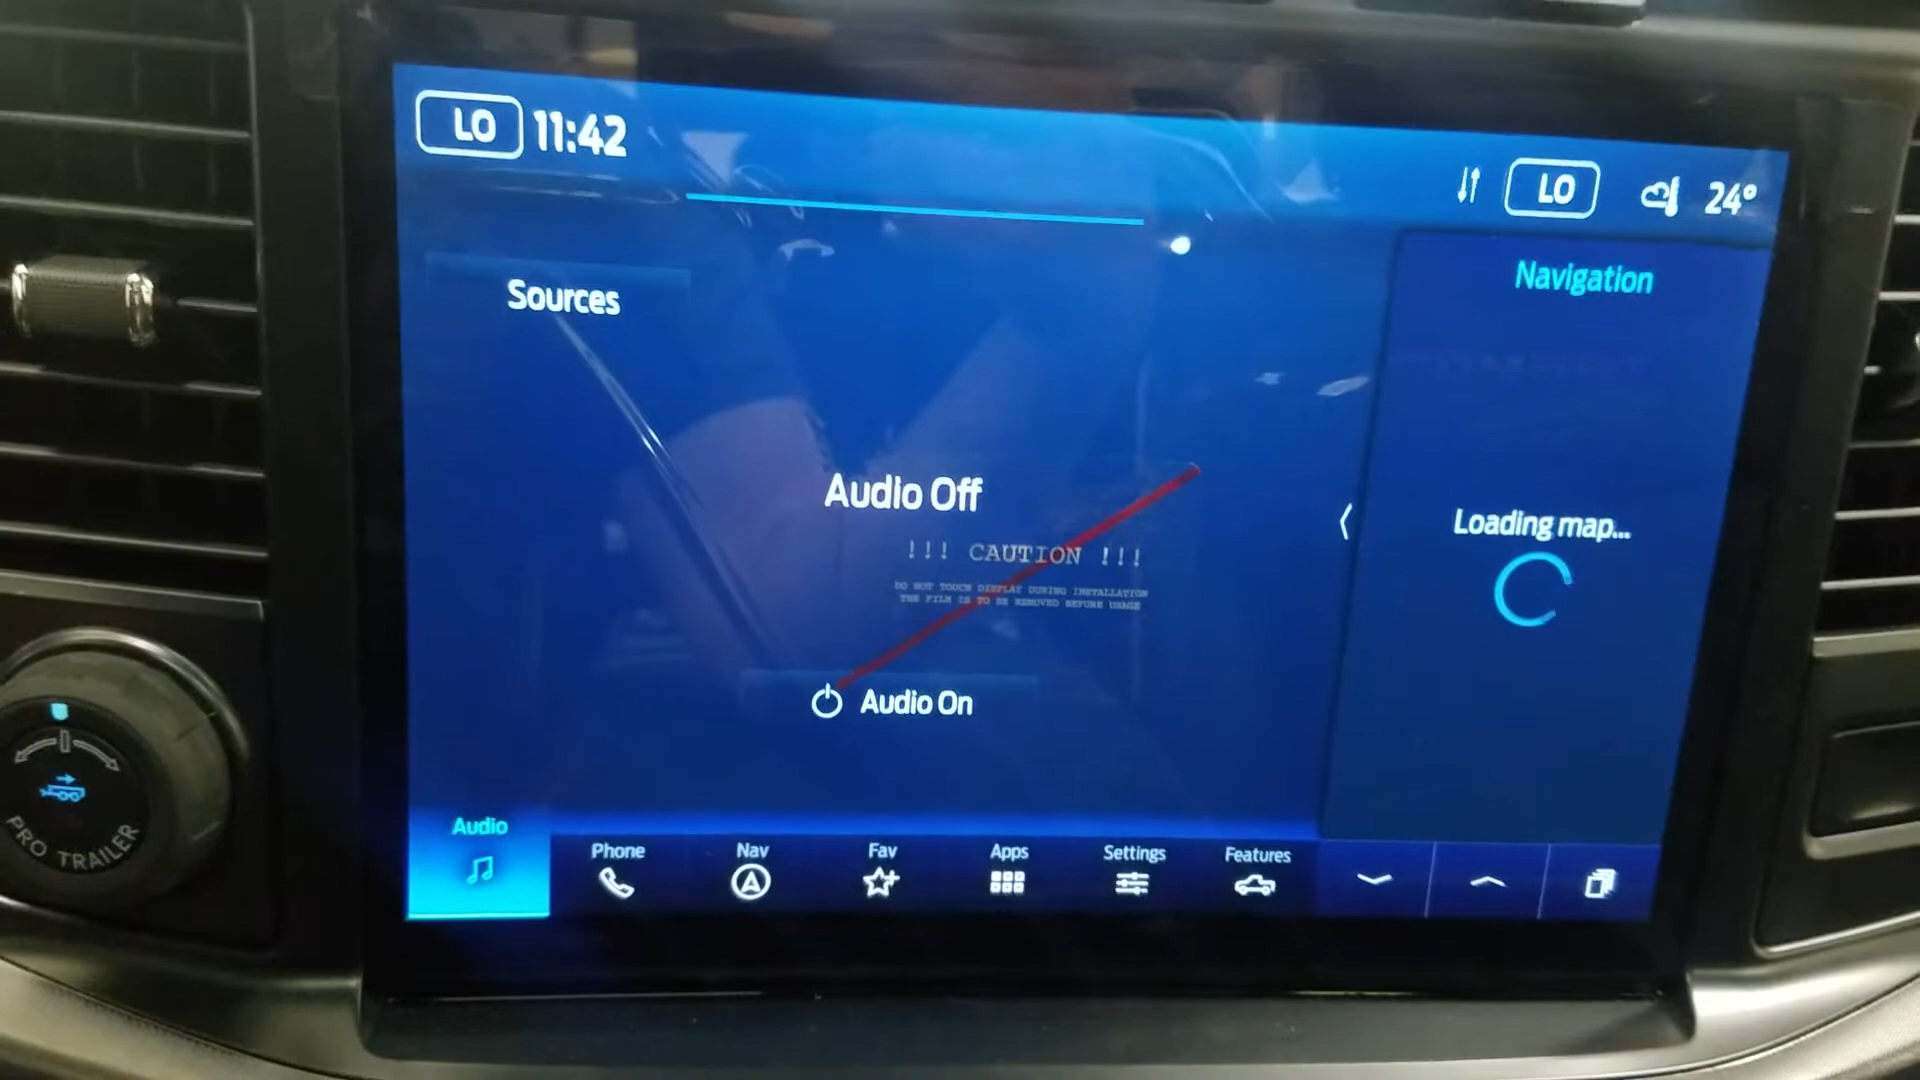 LO 11:42
LO 24°
Sources
Navigation
Audio Off
Loading map...
!!! CAUTION !!!
DO NOT TOUCH DISPLAY DURING INSTALLATION
THE FILM IS TO BE REMOVED BEFORE USAGE
Audio On
Audio
Phone
Nav
Fav
Apps
Settings
Features
PRO TRAILER